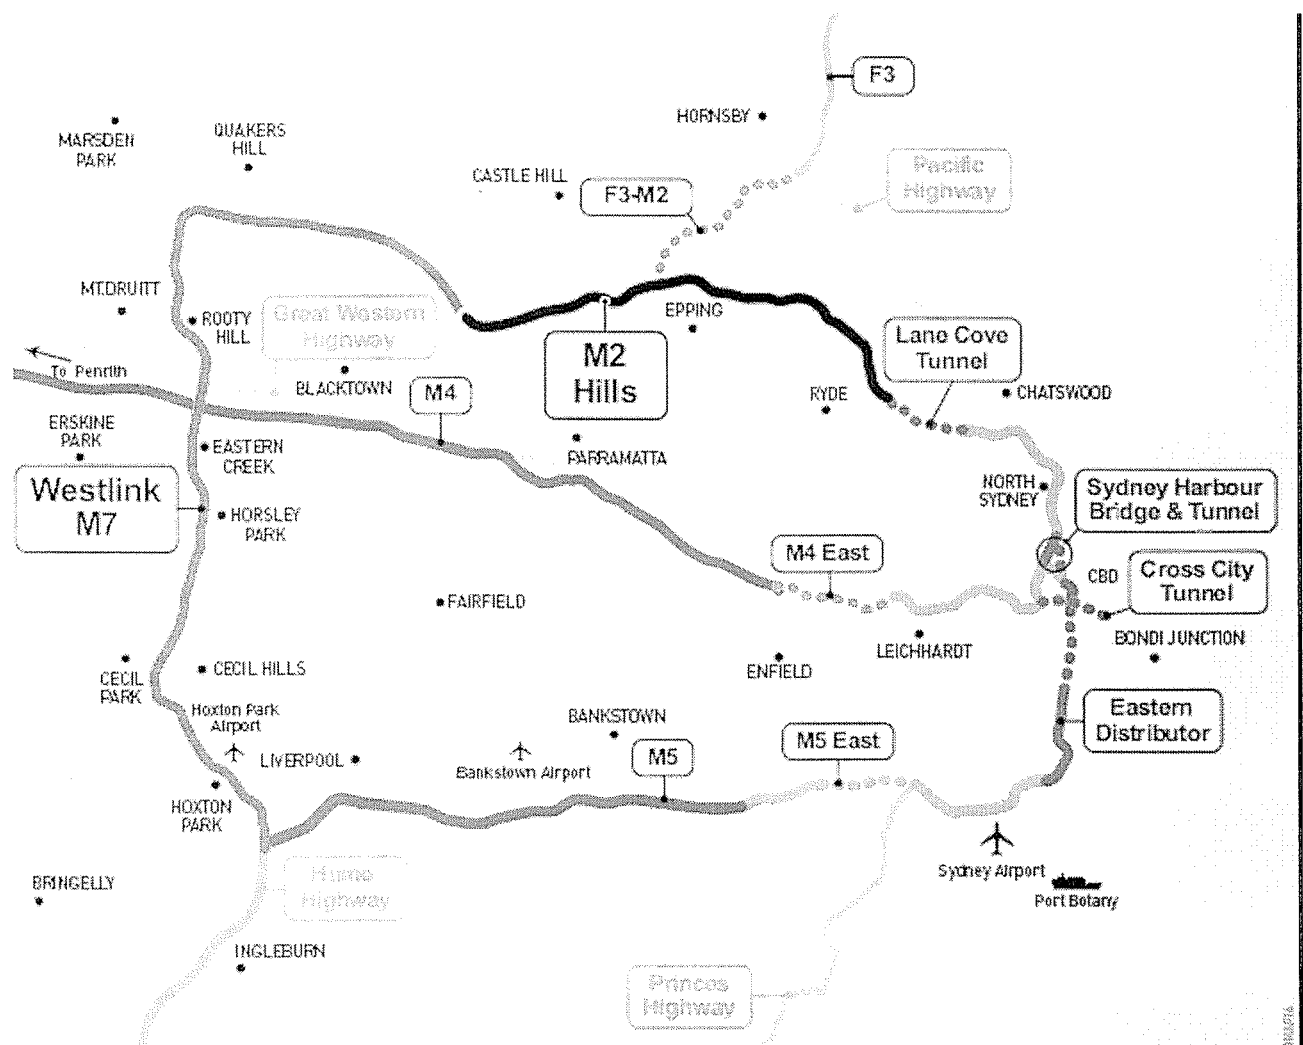 F3
HORNSBY
MARSDEN
PARK
QUAKERS
HILL
Pacific
Highway
CASTLE HILL
F3-M2
MT.DRUITT
ROOTY
HILL
Great Western
Highway
EPPING
Lane Cove
Tunnel
M2
Hills
To Penrith
BLACKTOWN
M4
RYDE
CHATSWOOD
ERSKINE
PARK
EASTERN
CREEK
PARRAMATTA
Westlink
M7
NORTH
SYDNEY
Sydney Harbour
Bridge & Tunnel
HORSLEY
PARK
M4 East
CBD
Cross City
Tunnel
FAIRFIELD
BONDI JUNCTION
LEICHHARDT
ENFIELD
CECIL
PARK
CECIL HILLS
Hoxton Park
Airport
BANKSTOWN
Eastern
Distributor
M5 East
LIVERPOOL
Bankstown Airport
M5
HOXTON
PARK
Sydney Airport
Port Botany
BRINGELLY
Hume
Highway
INGLEBURN
Princes
Highway